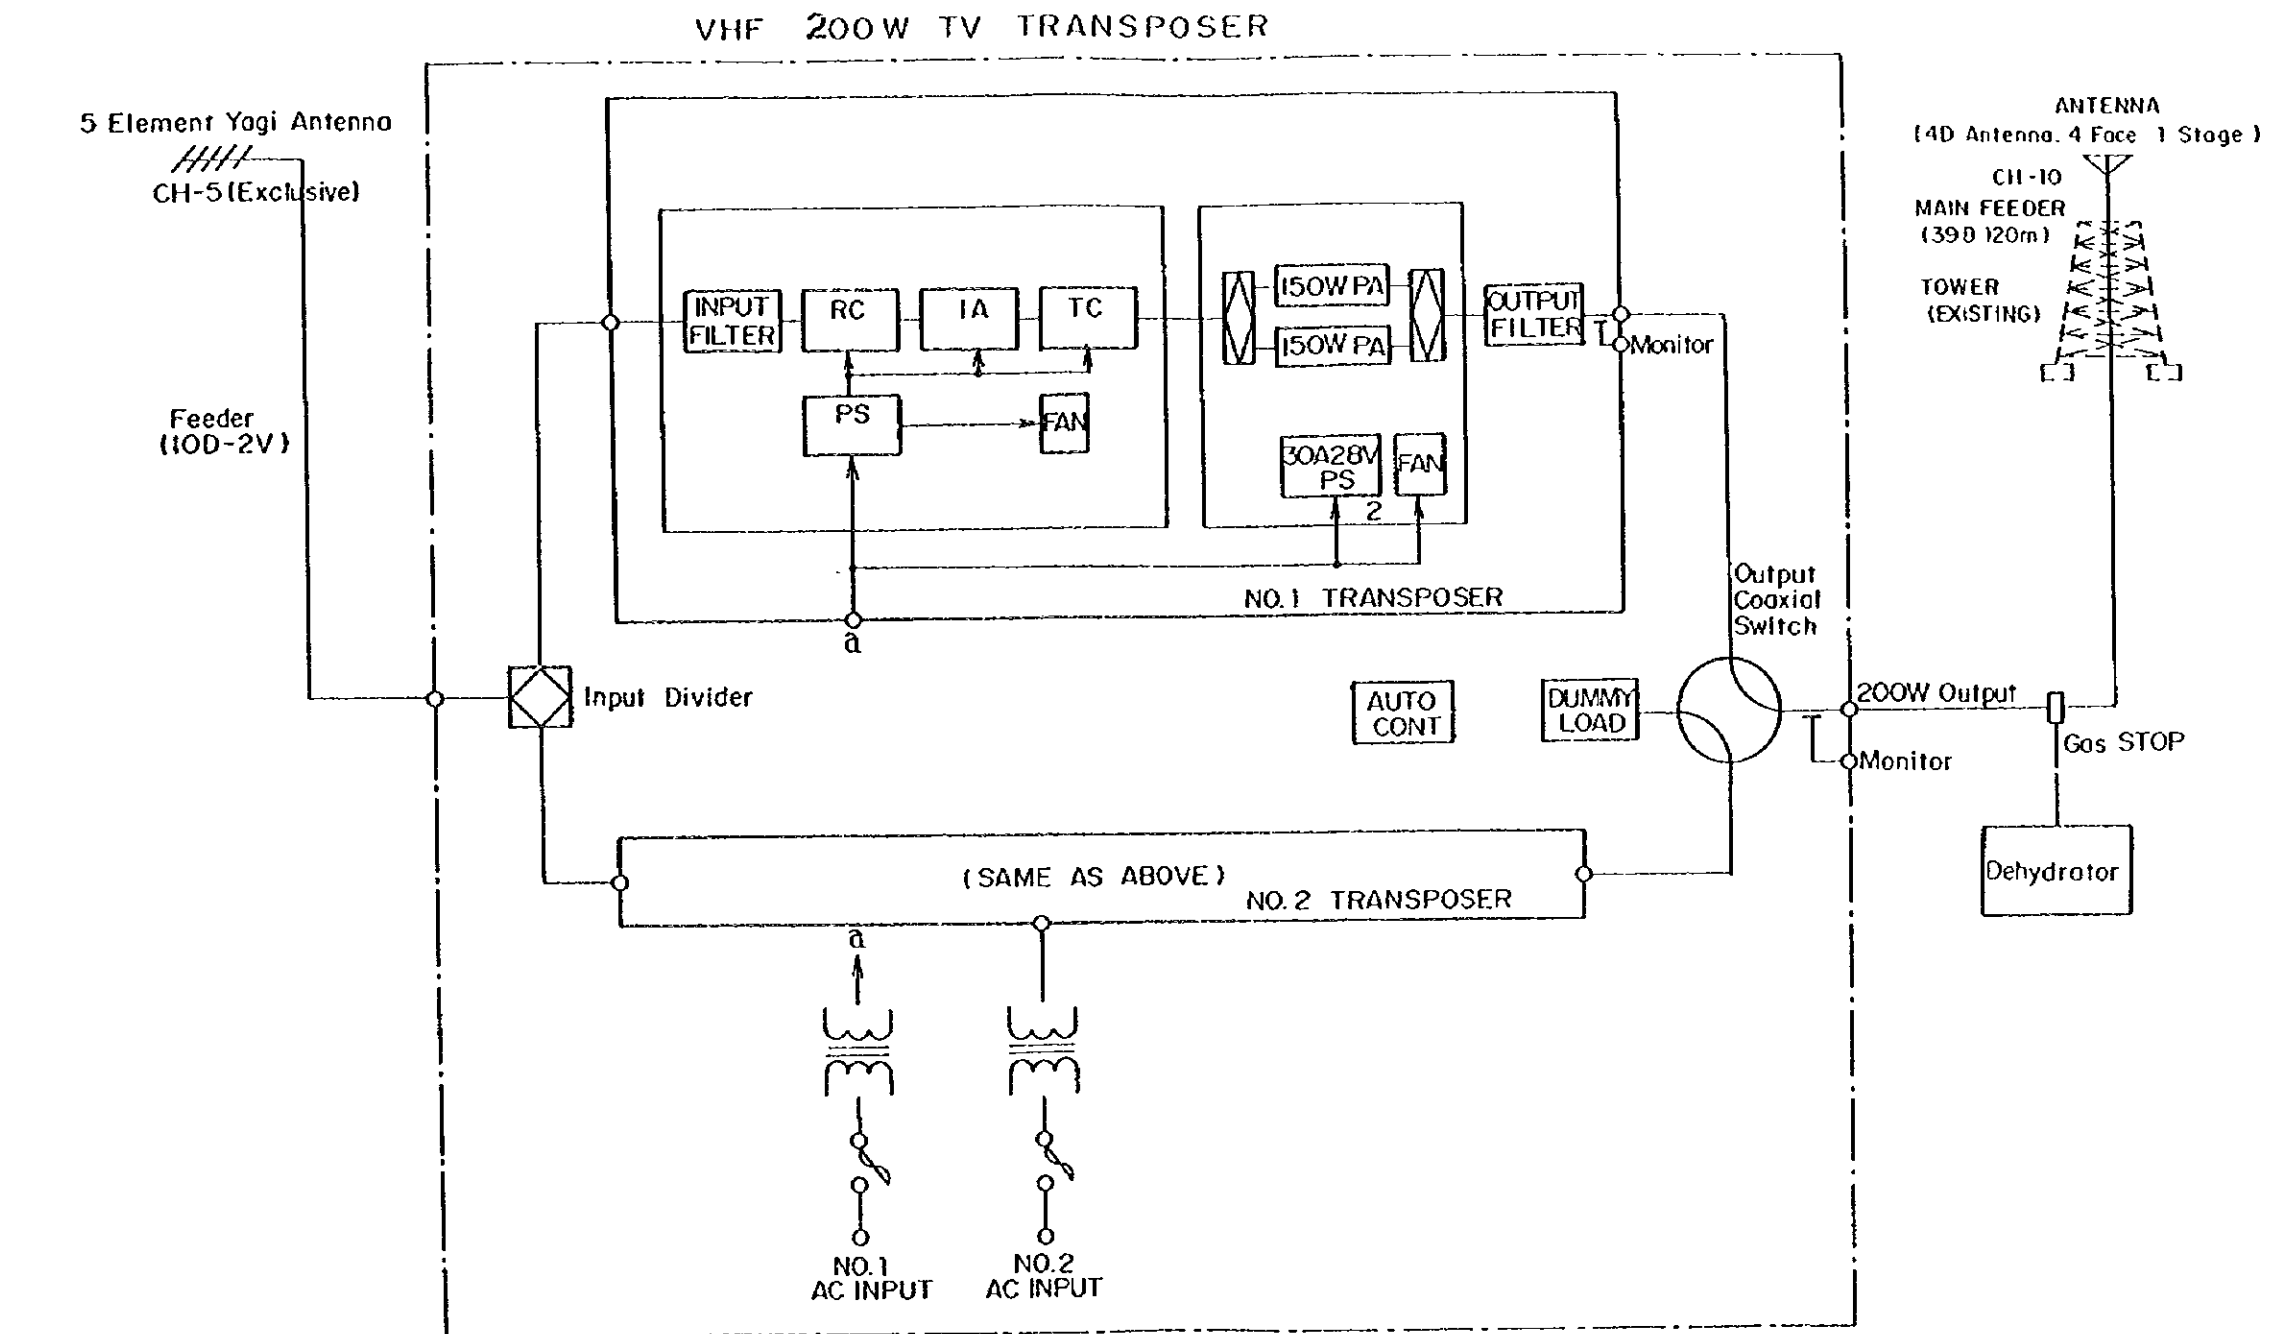 VHF 200W TV TRANSPOSER
5 Element Yagi Antenna
CH-5(Exclusive)
Feeder
(10D-2V)
INPUT
FILTER
RC
IA
TC
PS
FAN
150W PA
150W PA
30A28V
PS
2
FAN
OUTPUT
FILTER
Monitor
NO.1 TRANSPOSER
a
ANTENNA
(4D Antenna. 4 Face 1 Stage)
CH-10
MAIN FEEDER
(39D 120m)
TOWER
(EXISTING)
Output
Coaxial
Switch
Input Divider
AUTO
CONT
DUMMY
LOAD
200W Output
Monitor
Gas STOP
Dehydrator
(SAME AS ABOVE)
NO.2 TRANSPOSER
a
NO.1
AC INPUT
NO.2
AC INPUT